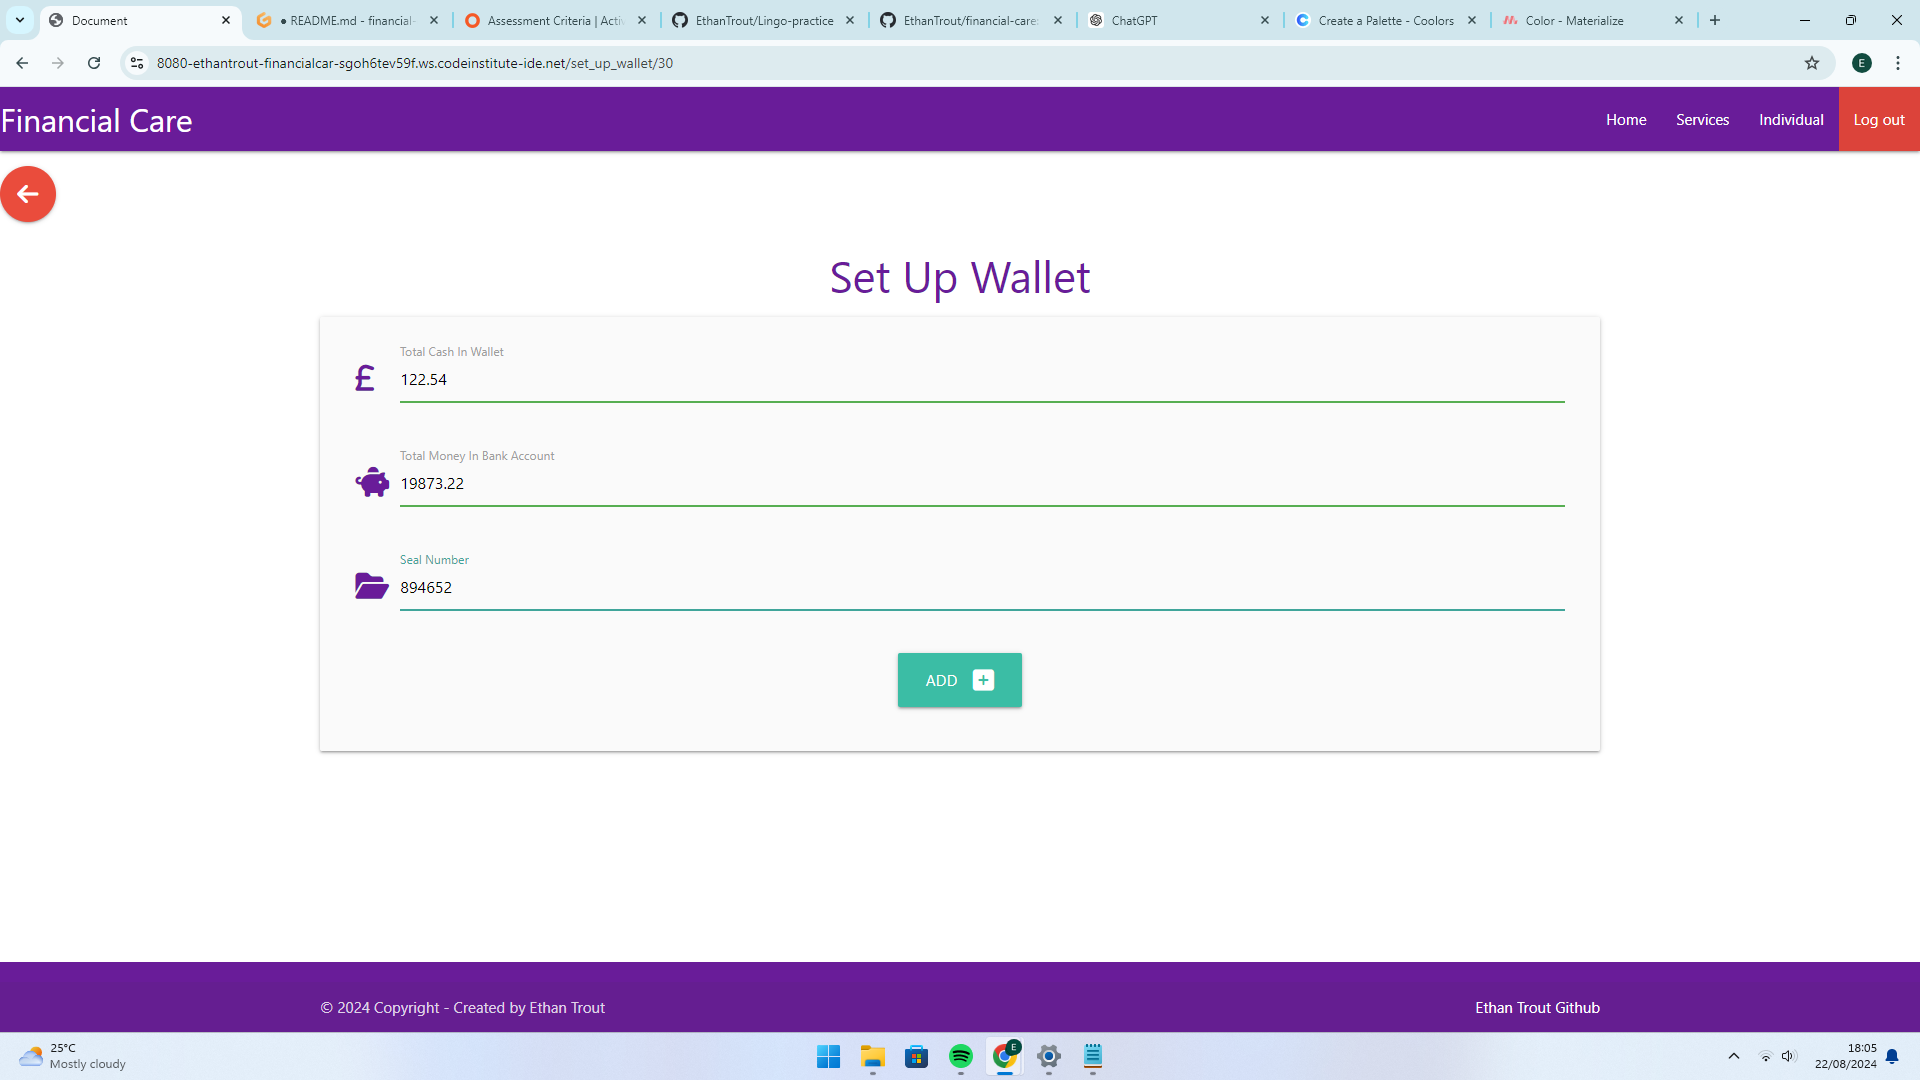 Document
● README.md - financial-
Assessment Criteria | Activ
EthanTrout/Lingo-practice
EthanTrout/financial-care:
ChatGPT
Create a Palette - Coolors
Color - Materialize
8080-ethantrout-financialcar-sgoh6tev59f.ws.codeinstitute-ide.net/set_up_wallet/30
E
Financial Care
Home
Services
Individual
Log out
Set Up Wallet
Total Cash In Wallet
£
122.54
Total Money In Bank Account
19873.22
Seal Number
894652
ADD
© 2024 Copyright - Created by Ethan Trout
Ethan Trout Github
25°C
Mostly cloudy
E
18:05
22/08/2024